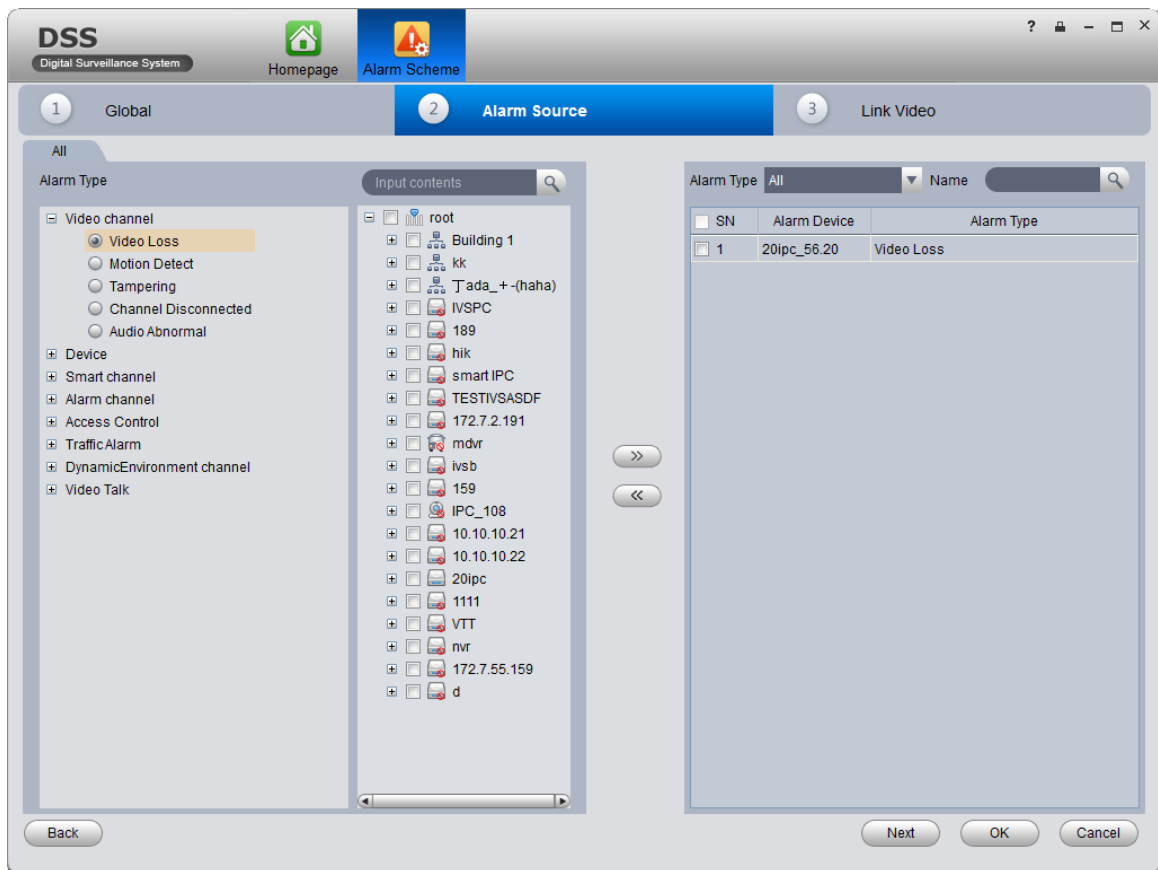 DSS
Digital Surveillance System
Homepage
Alarm Scheme
?
1 Global
2 Alarm Source
3 Link Video
All
Alarm Type
Input contents
Alarm Type All Name
Video channel
Video Loss
Motion Detect
Tampering
Channel Disconnected
Audio Abnormal
Device
Smart channel
Alarm channel
Access Control
Traffic Alarm
DynamicEnvironment channel
Video Talk
root
Building 1
kk
丁ada_+-(haha)
IVSPC
189
hik
smart IPC
TESTIVSASDF
172.7.2.191
mdvr
ivsb
159
IPC_108
10.10.10.21
10.10.10.22
20ipc
1111
VTT
nvr
172.7.55.159
d
SN Alarm Device Alarm Type
1 20ipc_56.20 Video Loss
Back
Next
OK
Cancel